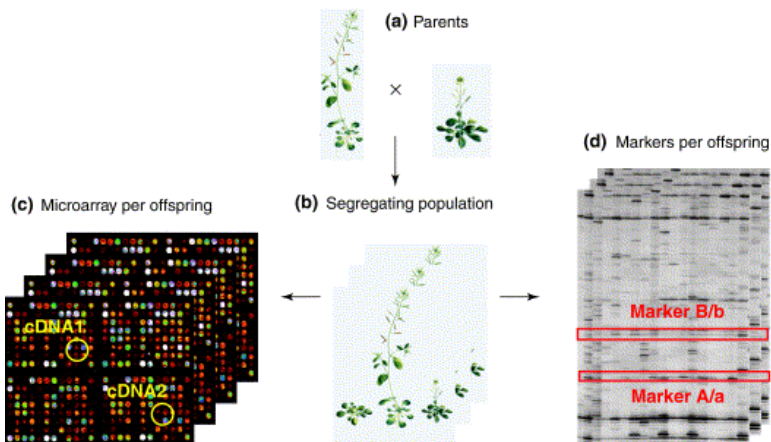 (a) Parents
×
(d) Markers per offspring
(c) Microarray per offspring
(b) Segregating population
cDNA1
cDNA2
Marker B/b
Marker A/a